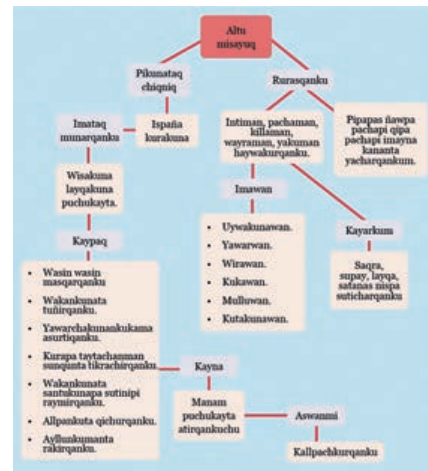 Altu
misayuq
Pikunataq
chiqniq
España
kurakuna
Imataq
munarqanku
Wisakuna
layqakuna
puchukayta.
Kaypaq
• Wasin wasin
masqarqanku
• Wakankunata
tuñirqanku.
• Yawarchakunankukama
asurtiqanku.
• Kurapa taytachanman
sunqunta tikrachirqanku.
• Wakankunata
santukunapa sutinipi
raymirqanku.
• Allpankuta qichurqanku.
• Ayllunkumanta
rakirqanku.
Kayna
Manam
puchukayta
atirqankuchu
Aswanmi
Kallpachkurqanku
Rurasqanku
Intiman, pachaman,
killaman,
wayraman, yakuman
haywakurqanku.
Imawan
• Uywakunawan.
• Yawarwan.
• Wirawan.
• Kukawan.
• Mulluwan.
• Kutakunawan.
Kayarkum
Saqra,
supay, layqa,
satanas nispa
suticharqanku
Pipapas ñawpa
pachapi qipa
pachapi imayna
kananta
yacharqankum.